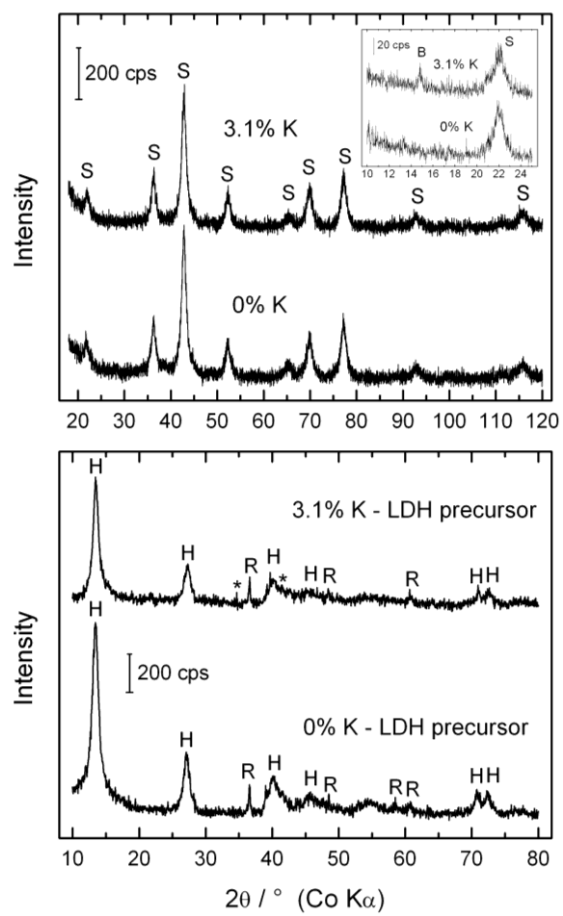 200 cps
S
3.1% K
S
S
S
S
S
S
S
S
0% K
Intensity
20 cps
3.1% K
B
S
0% K
10 12 14 16 18 20 22 24
20 30 40 50 60 70 80 90 100 110 120
H
3.1% K - LDH precursor
H
*
R
H
*
H
R
R
H H
H
200 cps
Intensity
0% K - LDH precursor
H
R
H
H
R
R
R
H H
10 20 30 40 50 60 70 80
2θ / ° (Co Kα)